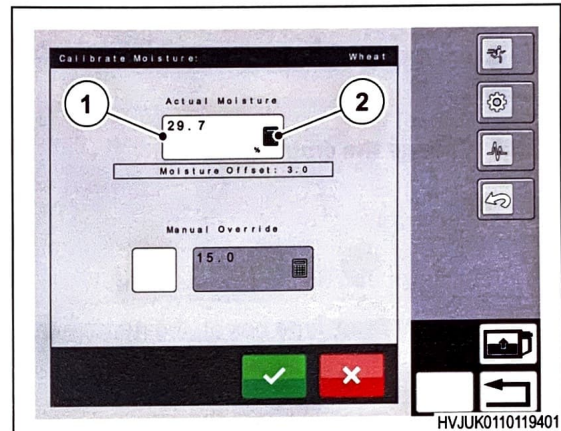 Calibrate Moisture: Wheat
1
2
Actual Moisture
29.7
%
Moisture Offset: 3.0
Manual Override
15.0
HVJUK0110119401